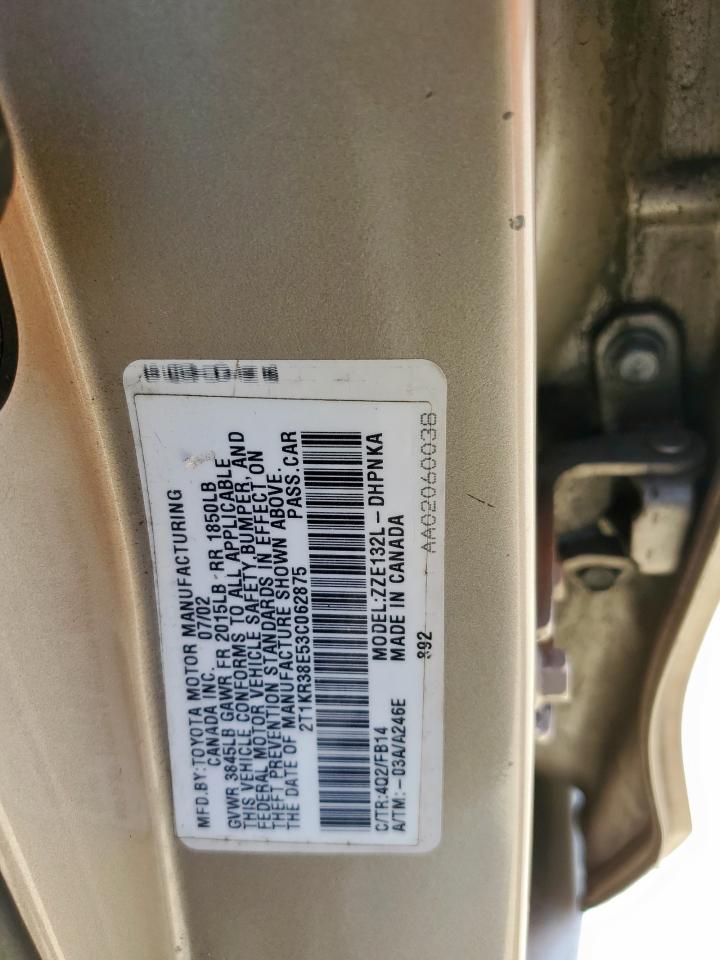 MFD.BY:TOYOTA MOTOR MANUFACTURING
CANADA INC. 07/02
GVWR 3845LB GAWR FR 2015LB RR 1850LB
THIS VEHICLE CONFORMS TO ALL APPLICABLE
FEDERAL MOTOR VEHICLE SAFETY, BUMPER, AND
THEFT PREVENTION STANDARDS IN EFFECT ON
THE DATE OF MANUFACTURE SHOWN ABOVE.
2T1KR38E53C062875 PASS.CAR
C/TR:4Q2/FB14 MODEL:ZZE132L-DHPNKA
A/TM:-03A/A246E MADE IN CANADA
892 AA02060038